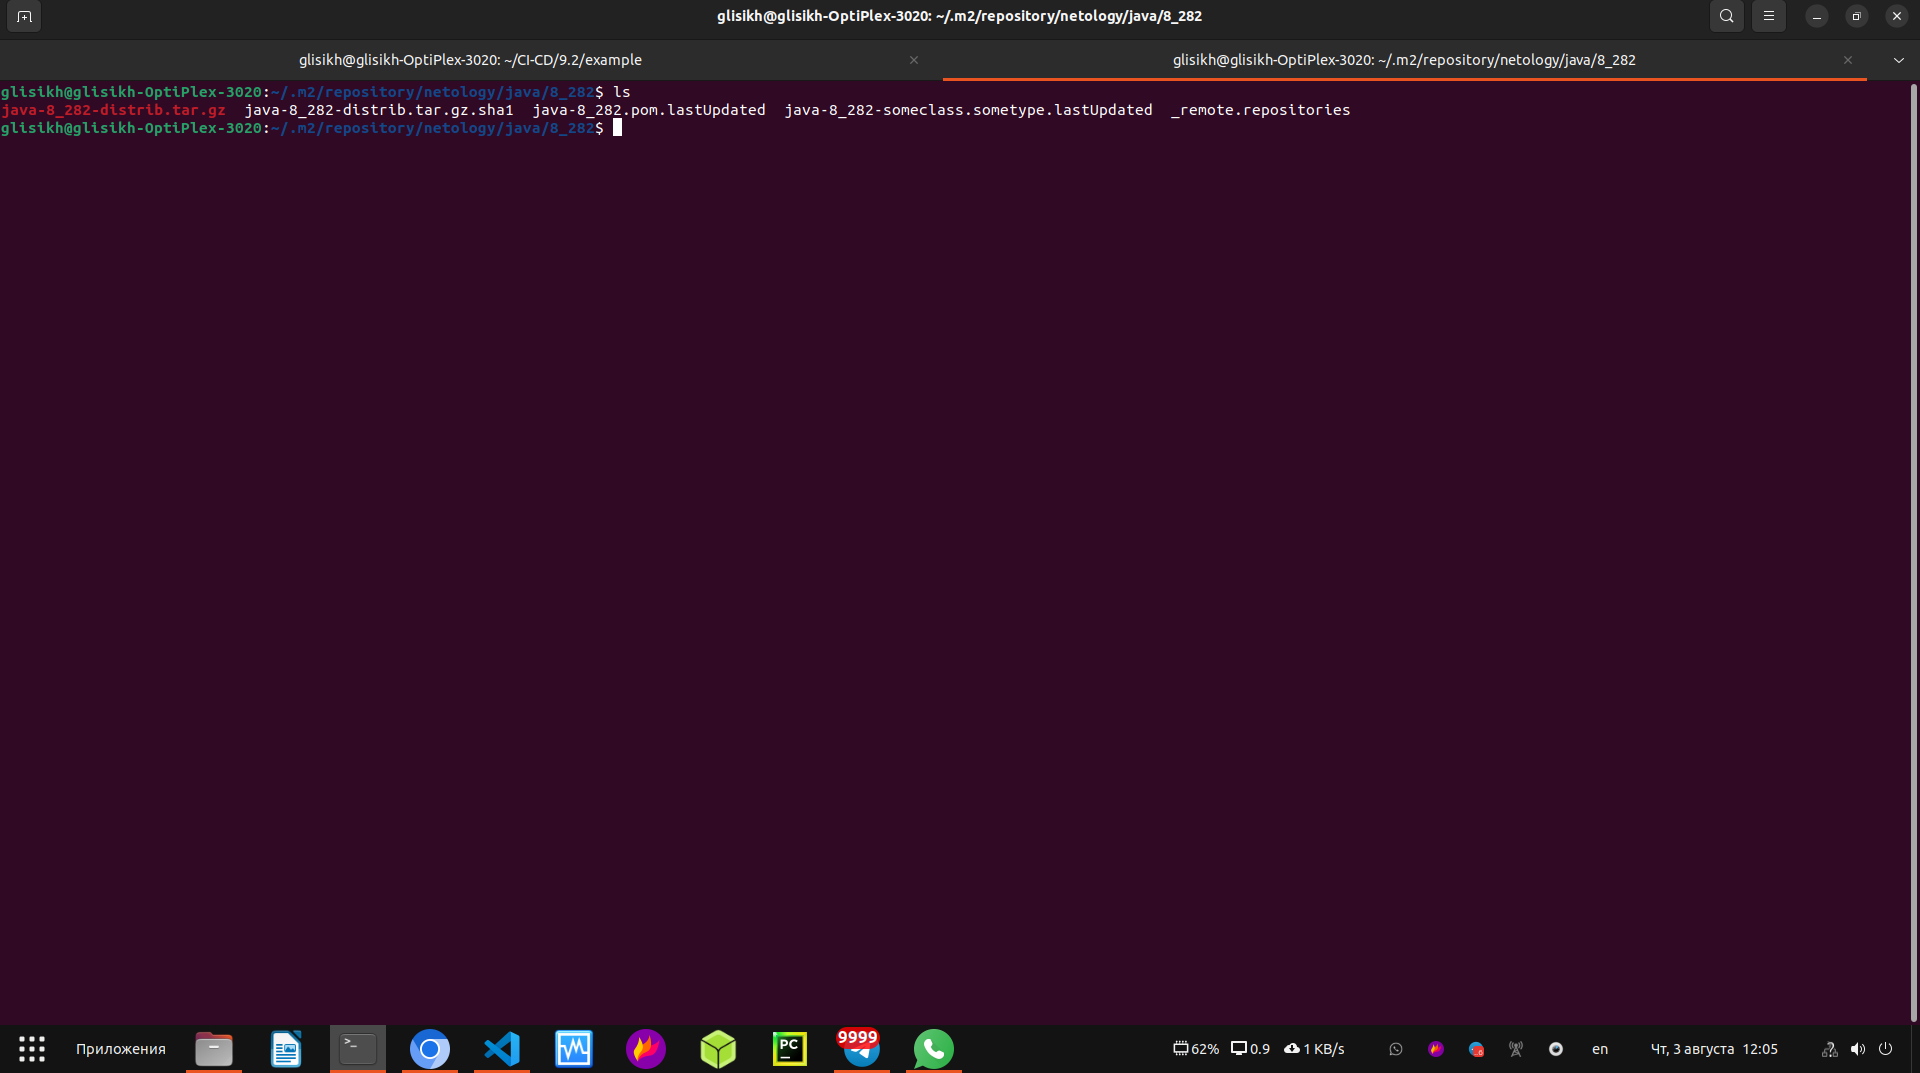 glisikh@glisikh-OptiPlex-3020: ~/.m2/repository/netology/java/8_282
glisikh@glisikh-OptiPlex-3020: ~/CI-CD/9.2/example
glisikh@glisikh-OptiPlex-3020: ~/.m2/repository/netology/java/8_282
glisikh@glisikh-OptiPlex-3020:~/.m2/repository/netology/java/8_282$ ls
java-8_282-distrib.tar.gz  java-8_282-distrib.tar.gz.sha1  java-8_282.pom.lastUpdated  java-8_282-someclass.sometype.lastUpdated  _remote.repositories
glisikh@glisikh-OptiPlex-3020:~/.m2/repository/netology/java/8_282$
Приложения
>_
PC
9999
62%
0.9
1 KB/s
en
Чт, 3 августа 12:05